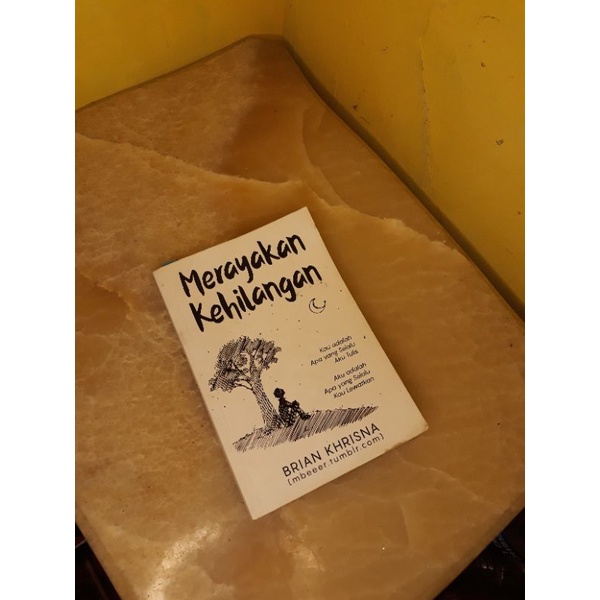 Merayakan
Kehilangan
Kau adalah
Apa yang Selalu
Aku Tulis
Aku adalah
Apa yang Selalu
Kau Lewatkan
BRIAN KHRISNA
(mbeeer.tumblr.com)